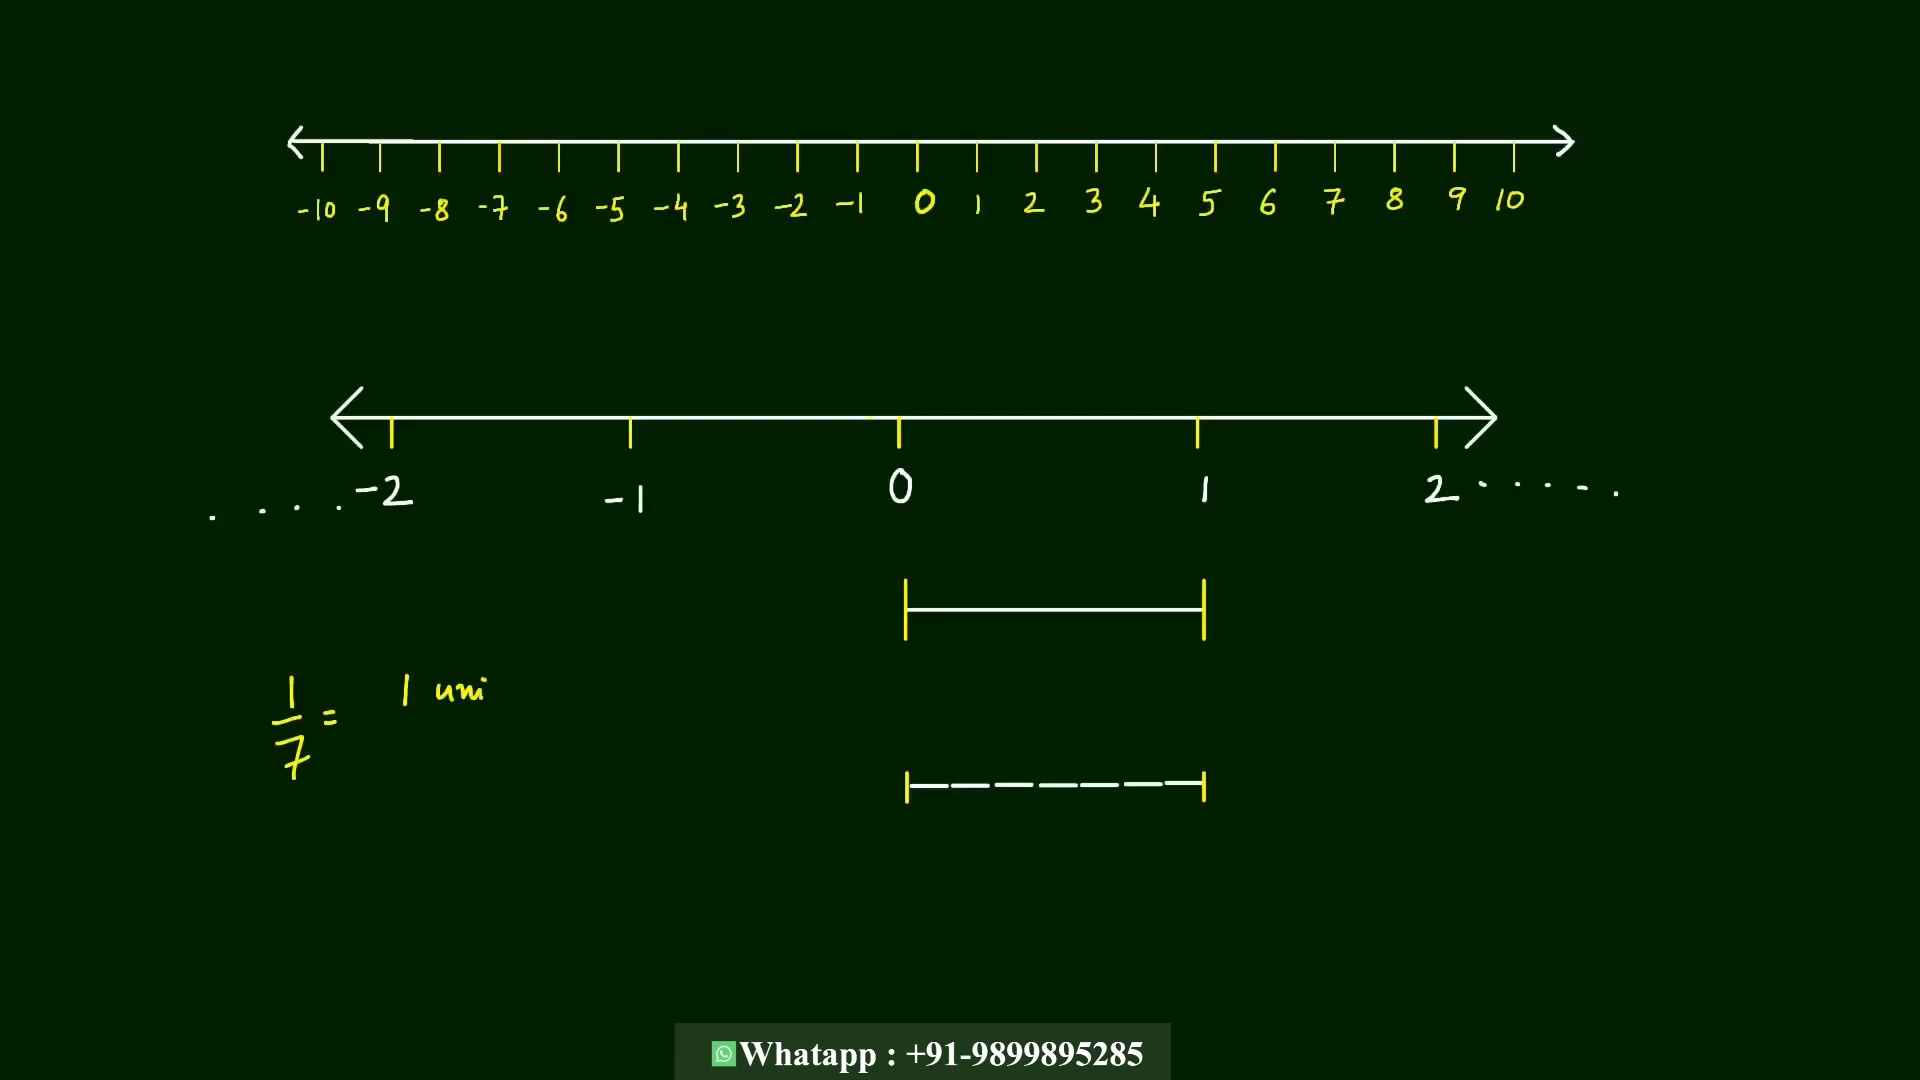 -10 -9 -8 -7 -6 -5 -4 -3 -2 -1 0 1 2 3 4 5 6 7 8 9 10
.... -2 -1 0 1 2 .....
1/7 = 1 uni
Whatapp : +91-9899895285